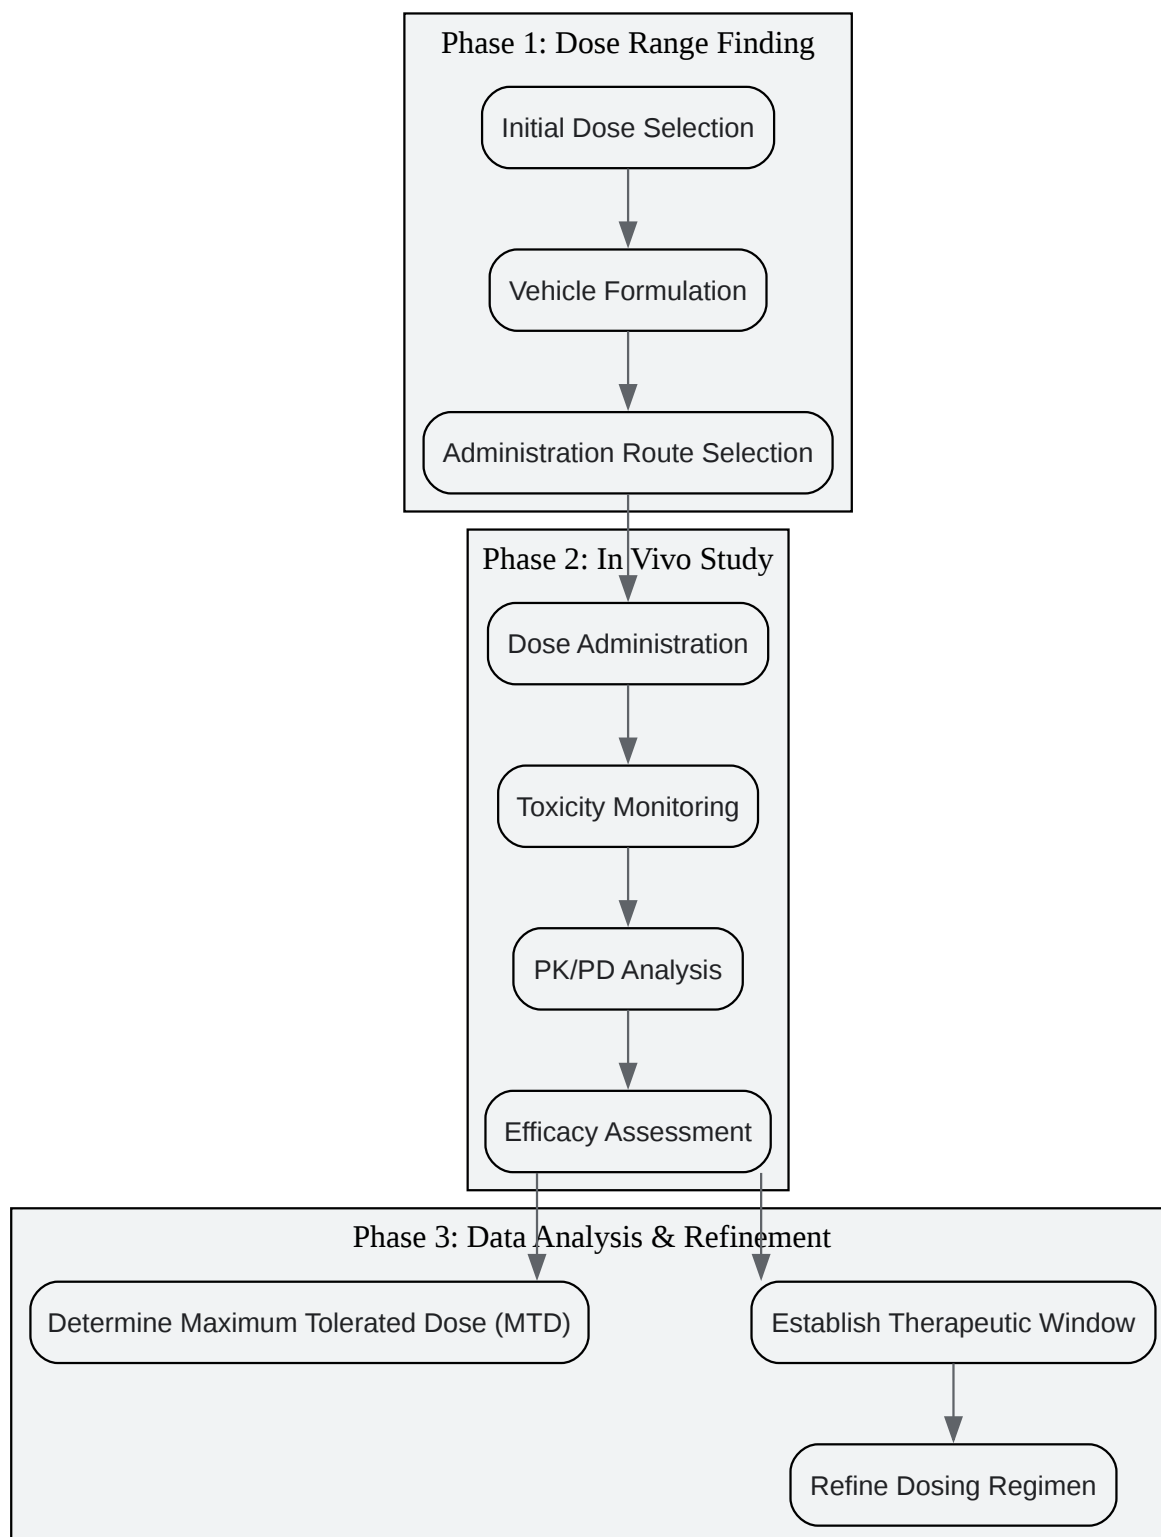 Phase 1: Dose Range Finding
Initial Dose Selection
Vehicle Formulation
Administration Route Selection
Phase 2: In Vivo Study
Dose Administration
Toxicity Monitoring
PK/PD Analysis
Efficacy Assessment
Phase 3: Data Analysis & Refinement
Determine Maximum Tolerated Dose (MTD)
Establish Therapeutic Window
Refine Dosing Regimen